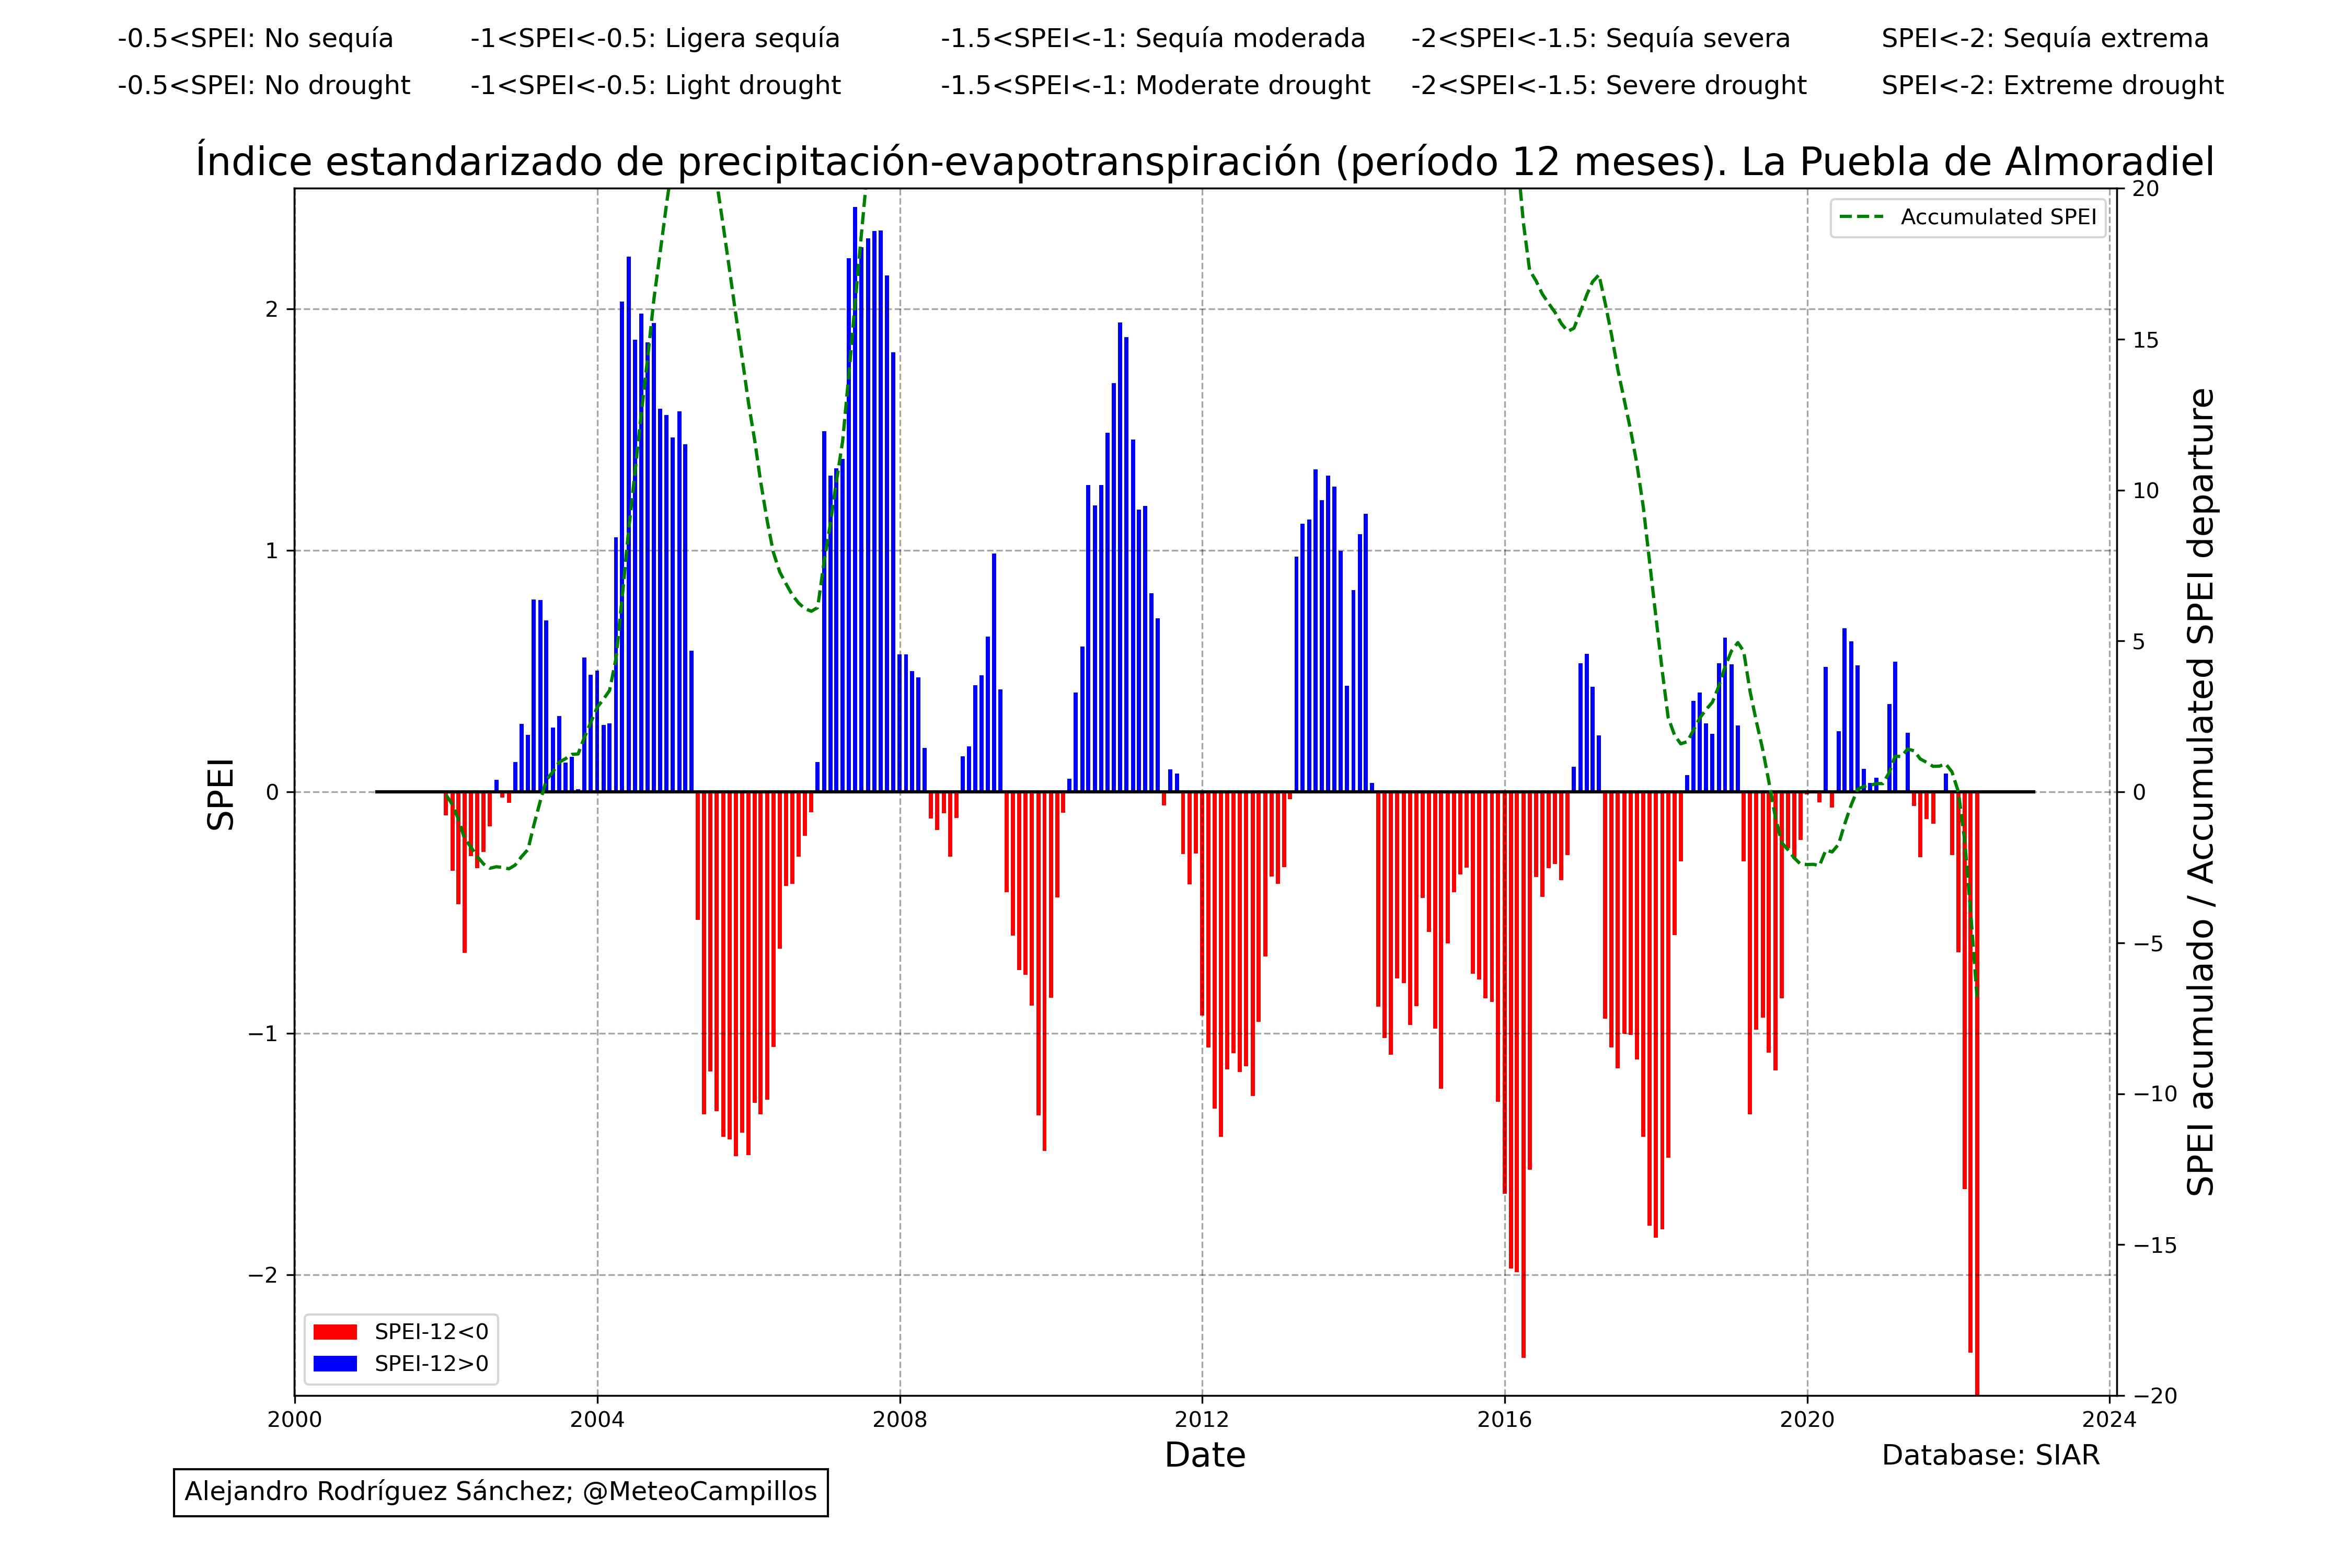 -0.5<SPEI: No sequía -1<SPEI<-0.5: Ligera sequía -1.5<SPEI<-1: Sequía moderada -2<SPEI<-1.5: Sequía severa SPEI<-2: Sequía extrema
-0.5<SPEI: No drought -1<SPEI<-0.5: Light drought -1.5<SPEI<-1: Moderate drought -2<SPEI<-1.5: Severe drought SPEI<-2: Extreme drought
Índice estandarizado de precipitación-evapotranspiración (período 12 meses). La Puebla de Almoradiel
SPEI
2
1
0
−1
−2
Accumulated SPEI
20
15
10
5
0
−5
−10
−15
−20
SPEI acumulado / Accumulated SPEI departure
SPEI-12<0
SPEI-12>0
2000 2004 2008 2012 2016 2020 2024
Date
Database: SIAR
Alejandro Rodríguez Sánchez; @MeteoCampillos